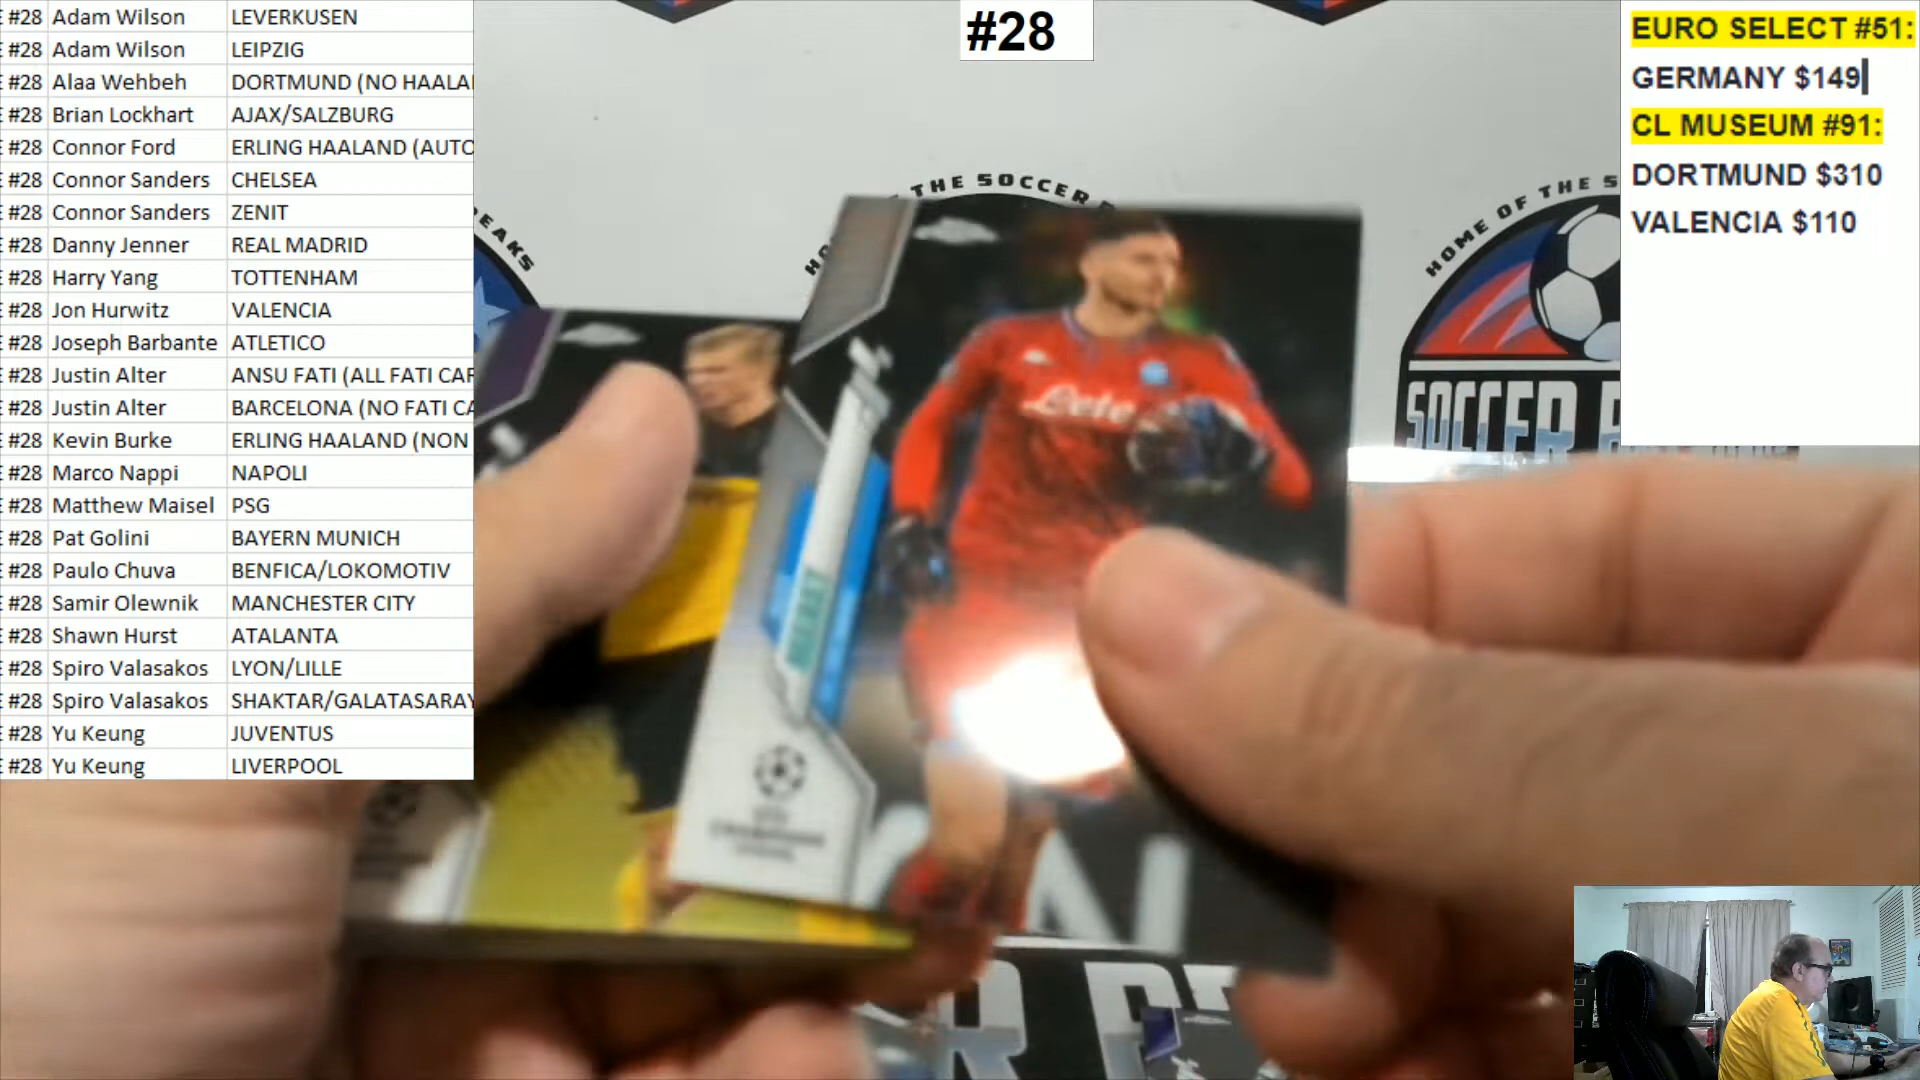 #28 Adam Wilson LEVERKUSEN
#28 Adam Wilson LEIPZIG
#28 Alaa Wehbeh DORTMUND (NO HAALA
#28 Brian Lockhart AJAX/SALZBURG
#28 Connor Ford ERLING HAALAND (AUTO
#28 Connor Sanders CHELSEA
#28 Connor Sanders ZENIT
#28 Danny Jenner REAL MADRID
#28 Harry Yang TOTTENHAM
#28 Jon Hurwitz VALENCIA
#28 Joseph Barbante ATLETICO
#28 Justin Alter ANSU FATI (ALL FATI CAR
#28 Justin Alter BARCELONA (NO FATI CA
#28 Kevin Burke ERLING HAALAND (NON
#28 Marco Nappi NAPOLI
#28 Matthew Maisel PSG
#28 Pat Golini BAYERN MUNICH
#28 Paulo Chuva BENFICA/LOKOMOTIV
#28 Samir Olewnik MANCHESTER CITY
#28 Shawn Hurst ATALANTA
#28 Spiro Valasakos LYON/LILLE
#28 Spiro Valasakos SHAKTAR/GALATASARAY
#28 Yu Keung JUVENTUS
#28 Yu Keung LIVERPOOL
#28
EURO SELECT #51:
GERMANY $149
CL MUSEUM #91:
DORTMUND $310
VALENCIA $110
THE SOCCER
HOME OF THE S
SOCCER
EAKS
Lete
MERET